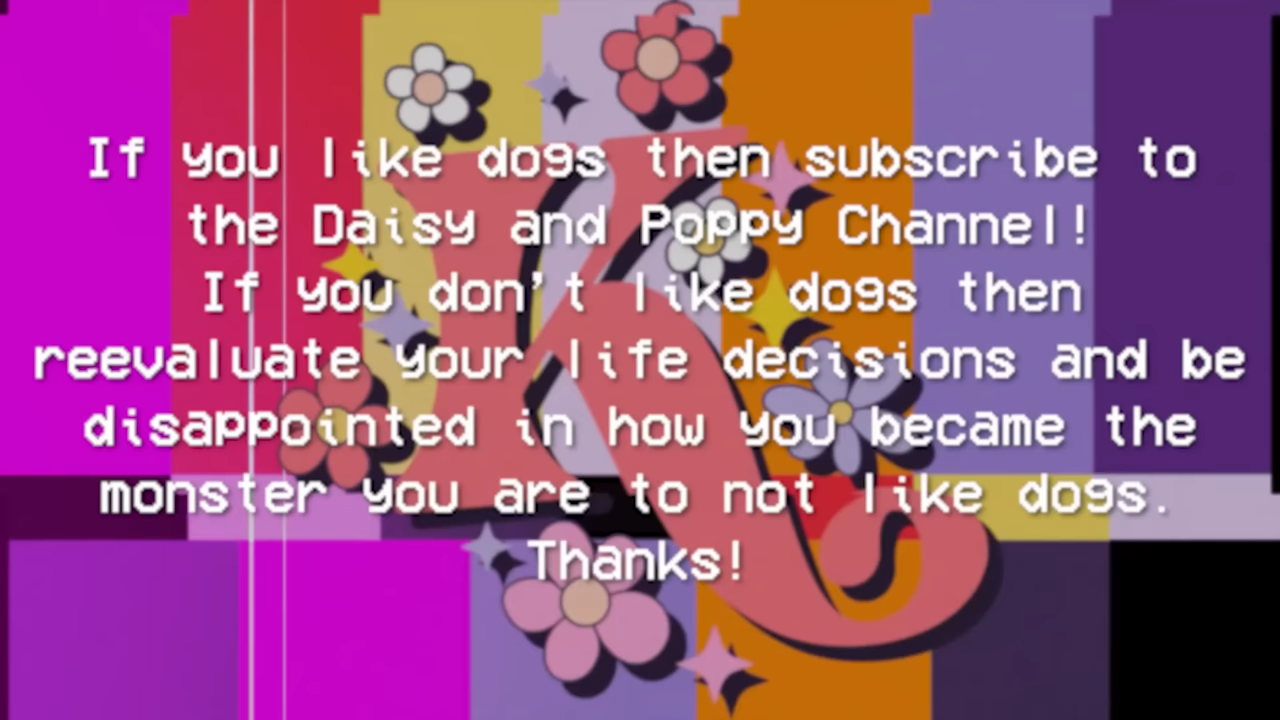 If you like dogs then subscribe to
the Daisy and Poppy Channel!
If you don't like dogs then
reevaluate your life decisions and be
disappointed in how you became the
monster you are to not like dogs.
Thanks!